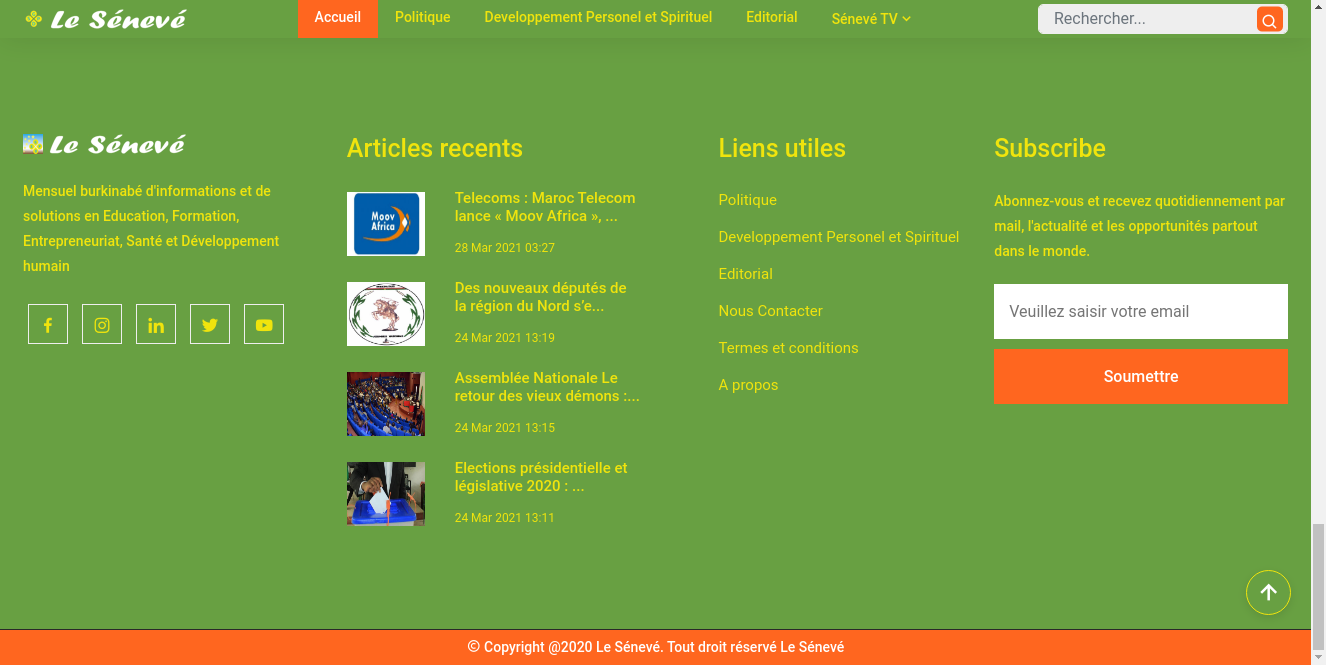 Le Sénevé
Accueil
Politique
Developpement Personel et Spirituel
Editorial
Sénevé TV
Rechercher...
Le Sénevé
Mensuel burkinabé d'informations et de
solutions en Education, Formation,
Entrepreneuriat, Santé et Développement
humain
Articles recents
Moov
Africa
Telecoms : Maroc Telecom
lance « Moov Africa », ...
28 Mar 2021 03:27
Des nouveaux députés de
la région du Nord s’e...
24 Mar 2021 13:19
Assemblée Nationale Le
retour des vieux démons :...
24 Mar 2021 13:15
Elections présidentielle et
législative 2020 : ...
24 Mar 2021 13:11
Liens utiles
Politique
Developpement Personel et Spirituel
Editorial
Nous Contacter
Termes et conditions
A propos
Subscribe
Abonnez-vous et recevez quotidiennement par
mail, l'actualité et les opportunités partout
dans le monde.
Veuillez saisir votre email
Soumettre
© Copyright @2020 Le Sénevé. Tout droit réservé Le Sénevé